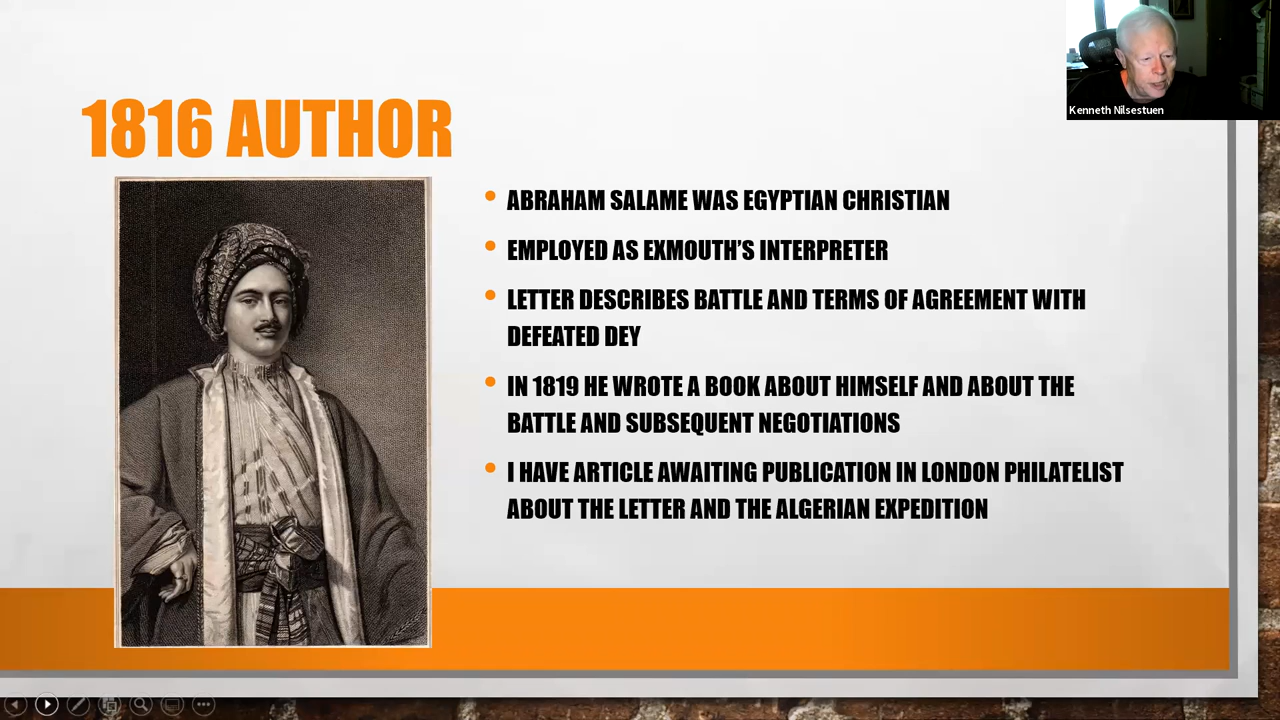 Kenneth Nilsestuen
1816 AUTHOR
• ABRAHAM SALAME WAS EGYPTIAN CHRISTIAN
• EMPLOYED AS EXMOUTH’S INTERPRETER
• LETTER DESCRIBES BATTLE AND TERMS OF AGREEMENT WITH
DEFEATED DEY
• IN 1819 HE WROTE A BOOK ABOUT HIMSELF AND ABOUT THE
BATTLE AND SUBSEQUENT NEGOTIATIONS
• I HAVE ARTICLE AWAITING PUBLICATION IN LONDON PHILATELIST
ABOUT THE LETTER AND THE ALGERIAN EXPEDITION